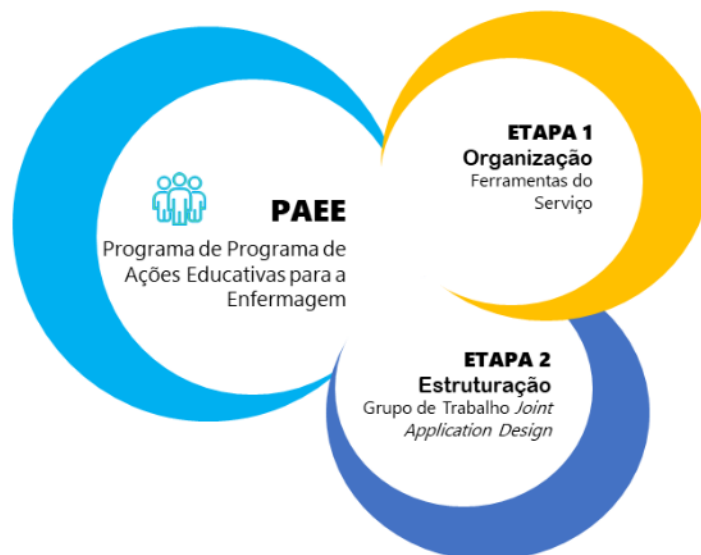 PAEE
Programa de Programa de
Ações Educativas para a
Enfermagem
ETAPA 1
Organização
Ferramentas do
Serviço
ETAPA 2
Estruturação
Grupo de Trabalho Joint
Application Design